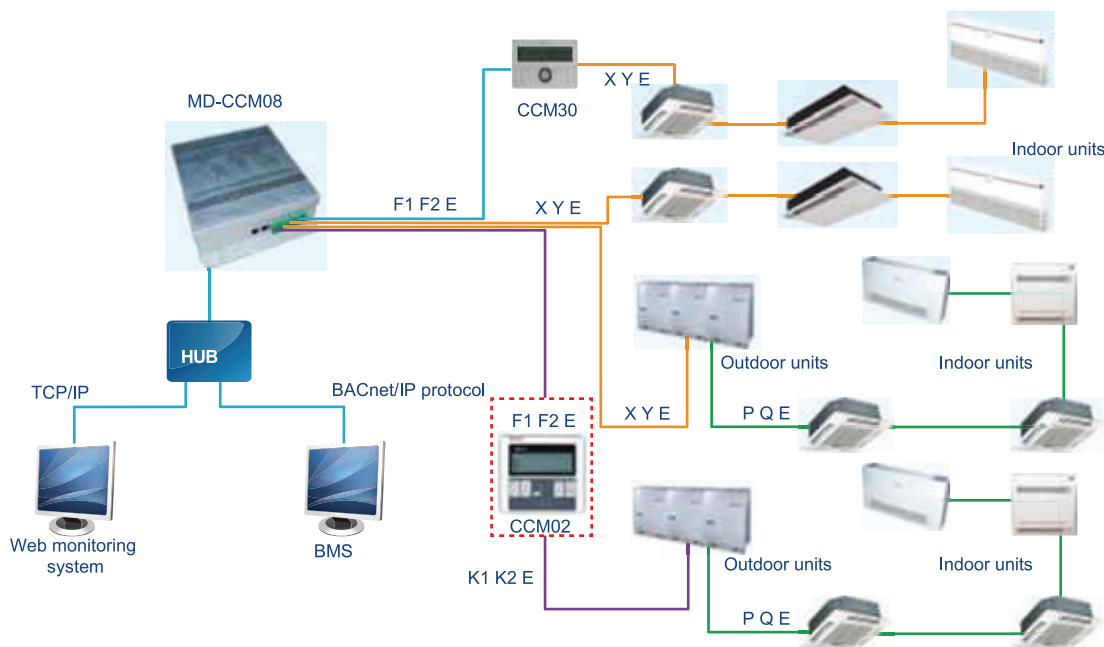 X Y E
MD-CCM08
CCM30
Indoor units
F1 F2 E
X Y E
HUB
Outdoor units
Indoor units
TCP/IP
BACnet/IP protocol
F1 F2 E
X Y E
P Q E
CCM02
Web monitoring
system
BMS
Outdoor units
Indoor units
K1 K2 E
P Q E